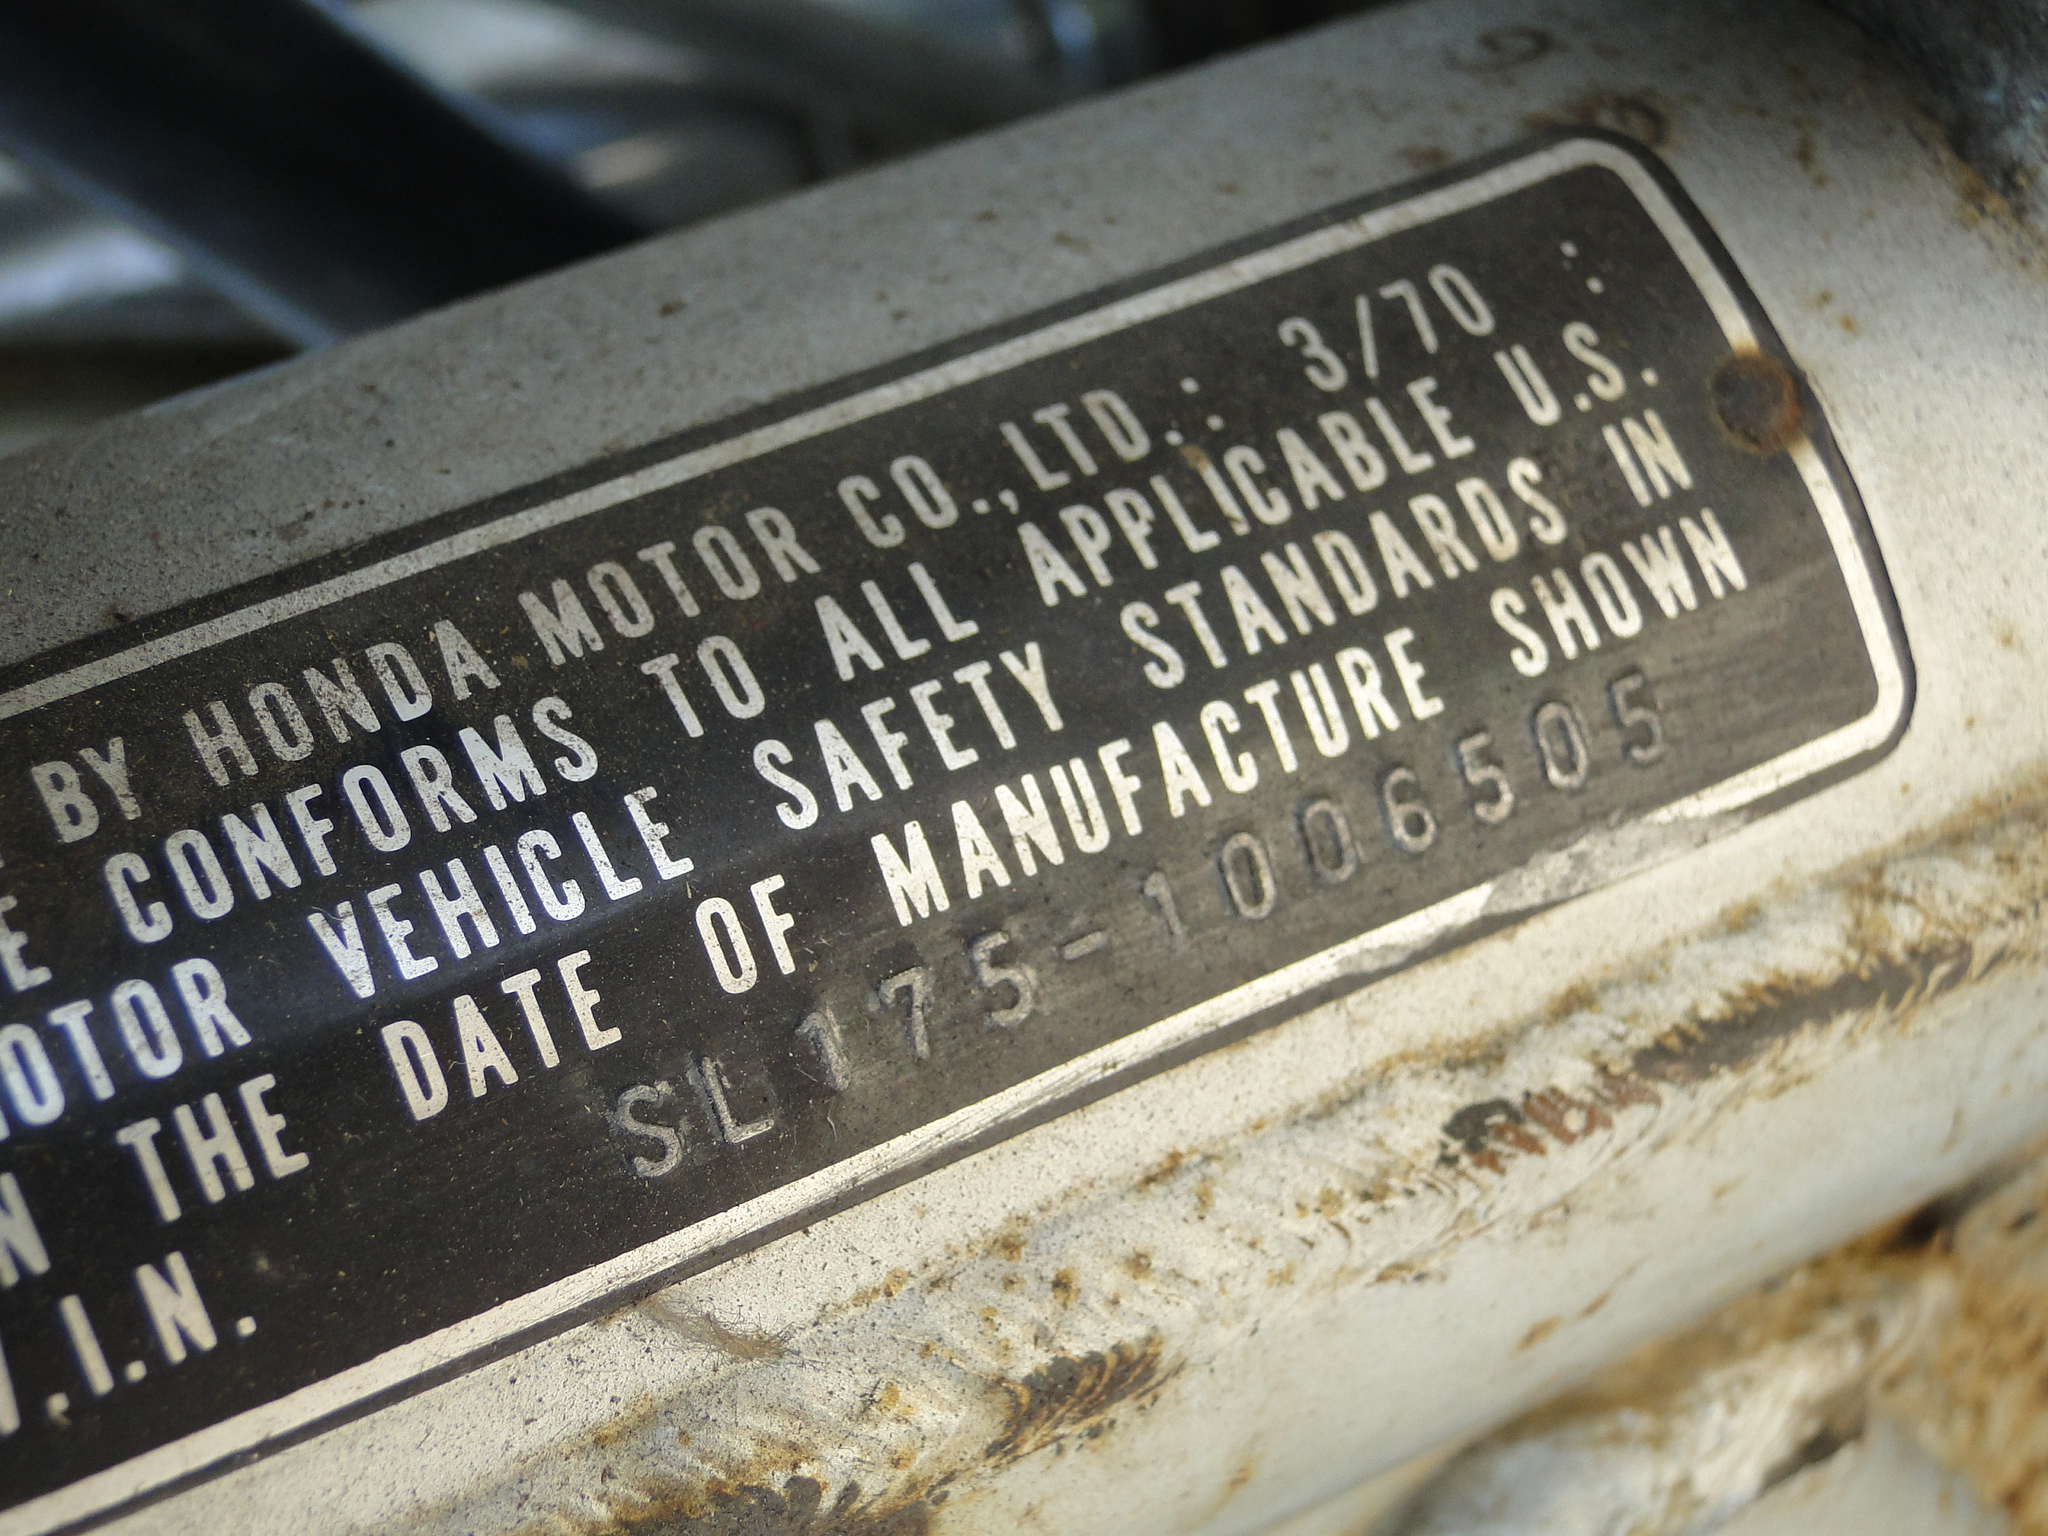 BY HONDA MOTOR CO.,LTD.: 3/70 :
E CONFORMS TO ALL APPLICABLE U.S.
MOTOR VEHICLE SAFETY STANDARDS IN
N THE DATE OF MANUFACTURE SHOWN
V.I.N. SL175-1006505